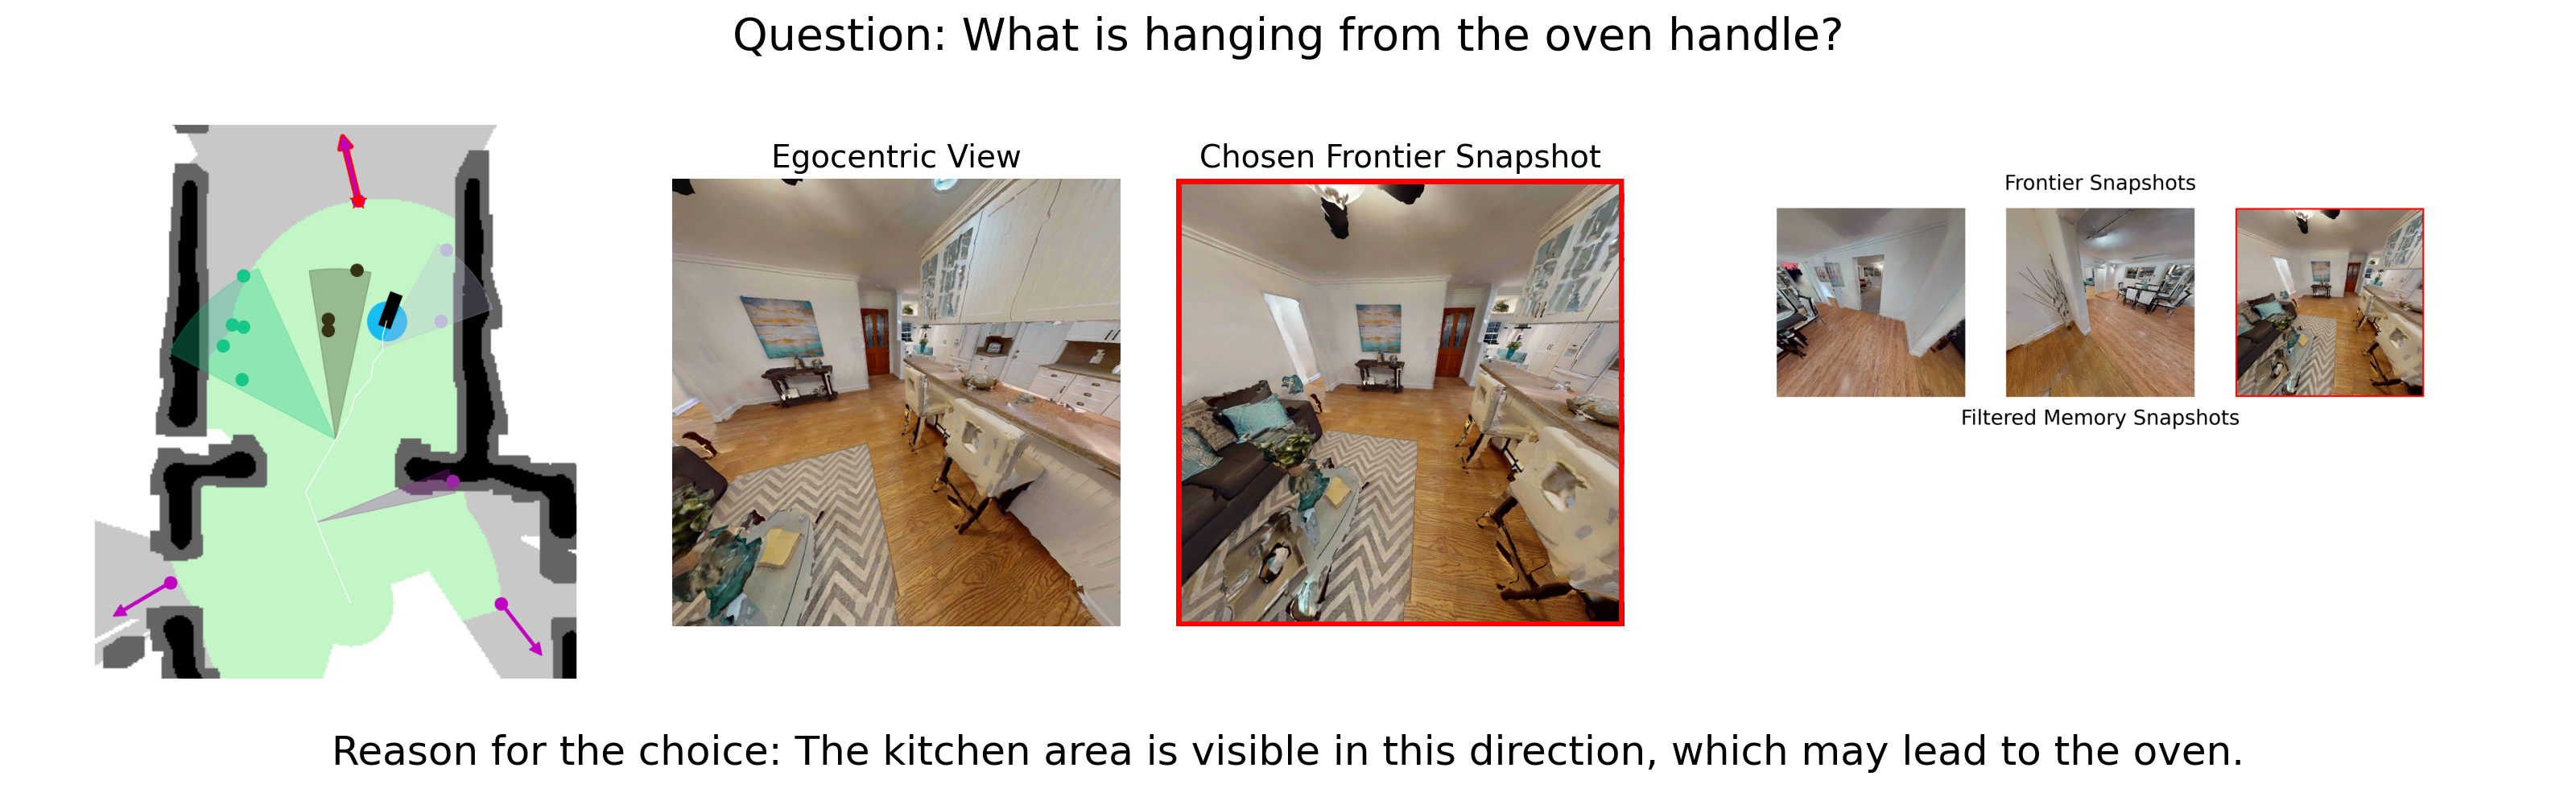 Question: What is hanging from the oven handle?
Egocentric View
Chosen Frontier Snapshot
Frontier Snapshots
Filtered Memory Snapshots
Reason for the choice: The kitchen area is visible in this direction, which may lead to the oven.